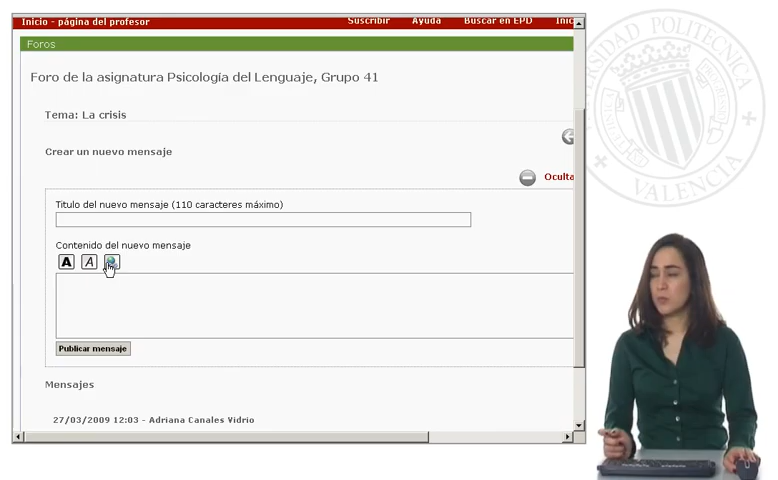 Inicio - página del profesor
Suscribir Ayuda Buscar en EPD Inic
Foros
Foro de la asignatura Psicología del Lenguaje, Grupo 41
Tema: La crisis
Crear un nuevo mensaje
Oculta
Titulo del nuevo mensaje (110 caracteres máximo)
Contenido del nuevo mensaje
A A
Publicar mensaje
Mensajes
27/03/2009 12:03 - Adriana Canales Vidrio
UNIVERSIDAD POLITECNICA
VALENCIA